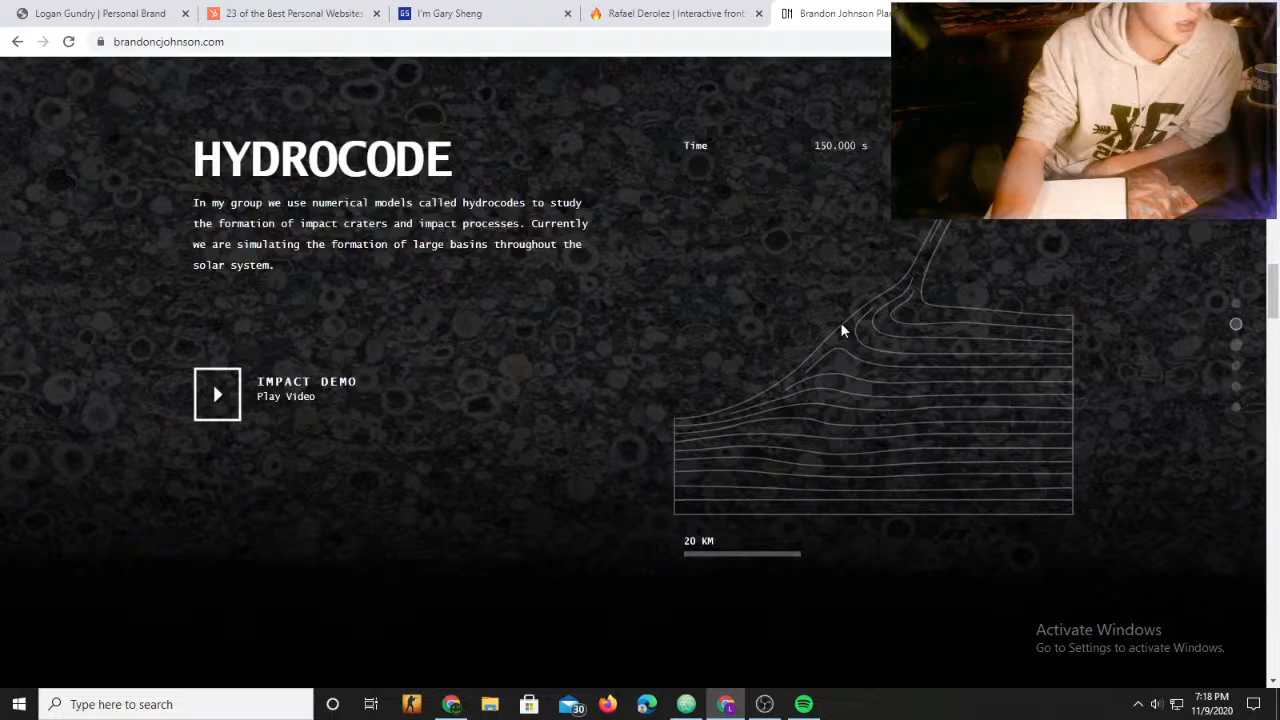 Logan Gundry | Personal Brand
23 of the Best Personal Websites
I'm Gary Sheng
Rafael Derolez | Interactive front
Brandon Johnson Plan
brandoncjohnson.com
HYDROCODE
In my group we use numerical models called hydrocodes to study
the formation of impact craters and impact processes. Currently
we are simulating the formation of large basins throughout the
solar system.
IMPACT DEMO
Play Video
Time 150.000 s
20 KM
XG
Activate Windows
Go to Settings to activate Windows.
Type here to search
30
7:18 PM
11/9/2020